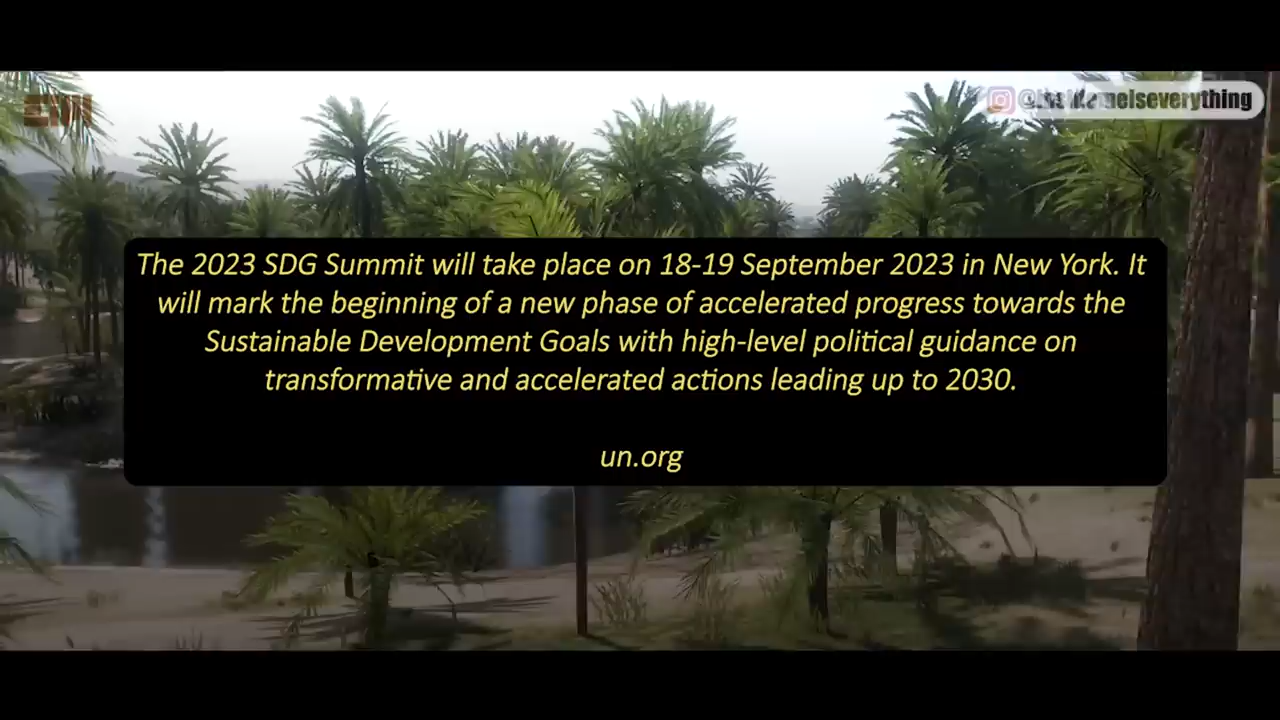 The 2023 SDG Summit will take place on 18-19 September 2023 in New York. It
will mark the beginning of a new phase of accelerated progress towards the
Sustainable Development Goals with high-level political guidance on
transformative and accelerated actions leading up to 2030.
un.org